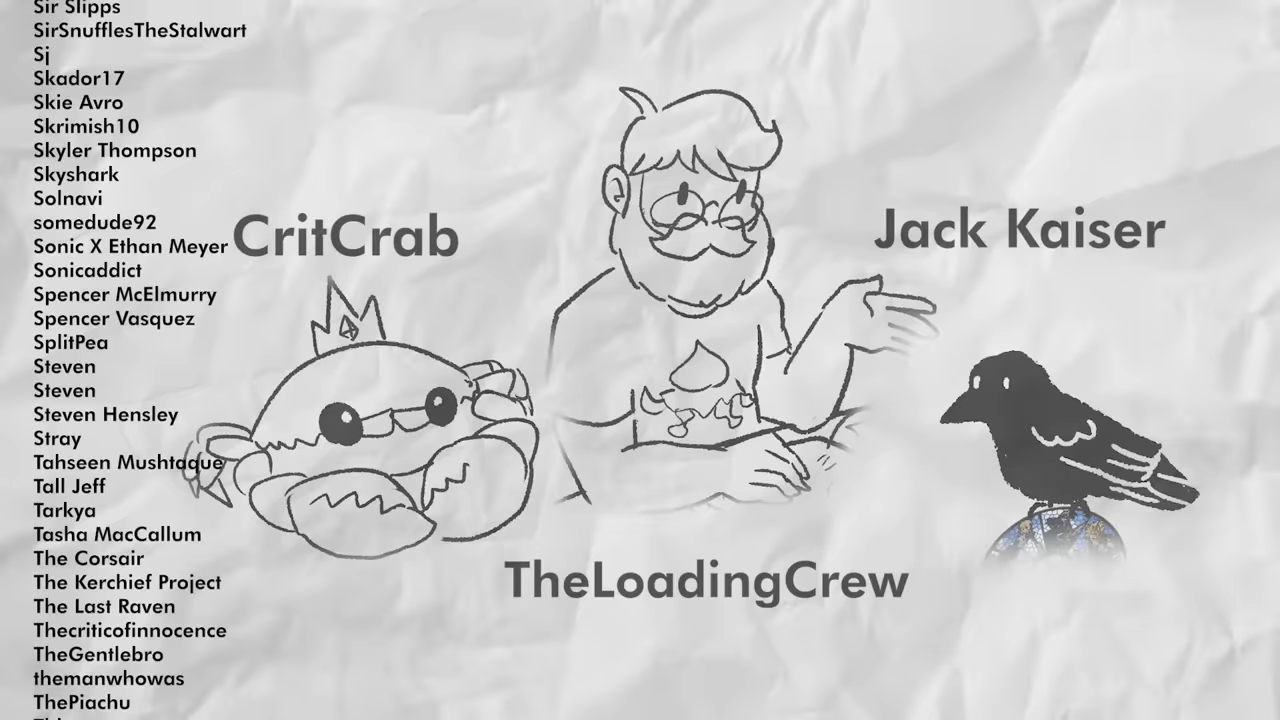 Sir Slipps
SirSnufflesTheStalwart
Sj
Skador17
Skie Avro
Skrimish10
Skyler Thompson
Skyshark
Solnavi
somedude92
Sonic X Ethan Meyer
Sonicaddict
Spencer McElmurry
Spencer Vasquez
SplitPea
Steven
Steven
Steven Hensley
Stray
Tahseen Mushtaque
Tall Jeff
Tarkya
Tasha MacCallum
The Corsair
The Kerchief Project
The Last Raven
Thecriticofinnocence
TheGentlebro
themanwhowas
ThePiachu
CritCrab
TheLoadingCrew
Jack Kaiser